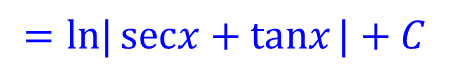 = ln| secx + tanx | + C